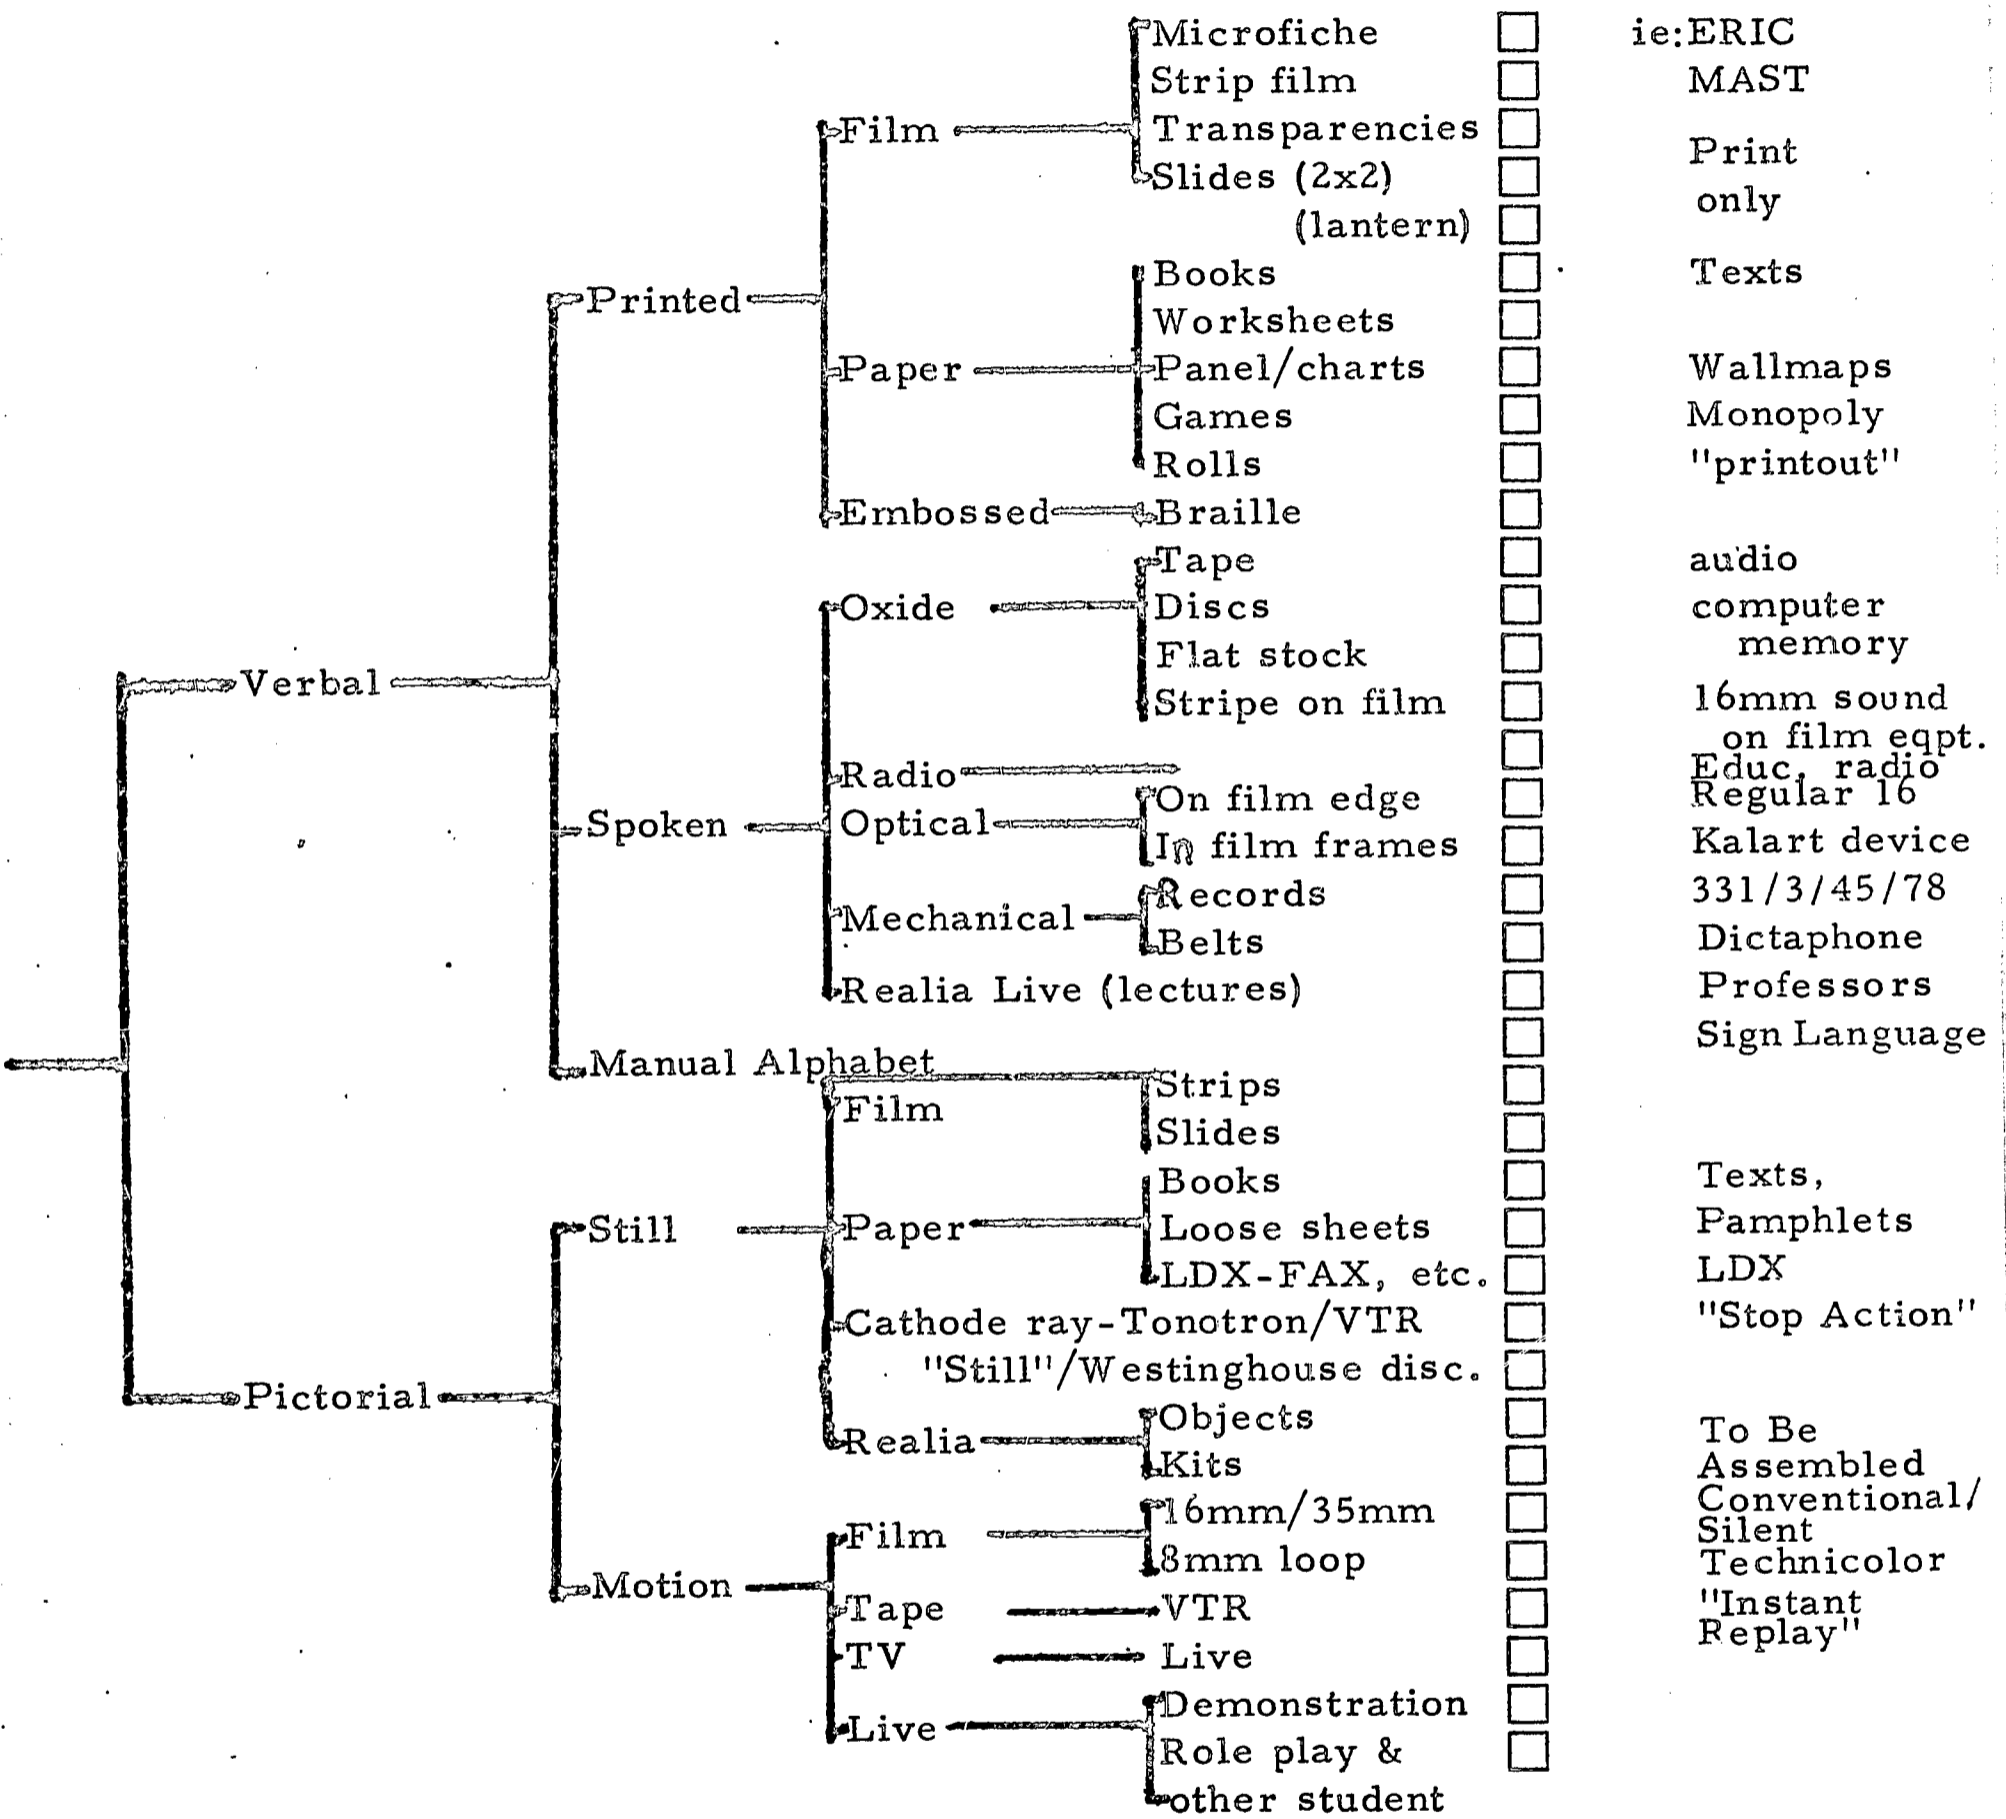 Microfiche ie:ERIC
Strip film MAST
Film Transparencies
Print
Slides (2x2)
only
(lantern)
Books Texts
Printed
Worksheets
Paper Panel/charts Wallmaps
Games Monopoly
Rolls "printout"
Embossed Braille
Tape audio
Oxide Discs computer
Flat stock memory
Verbal
Stripe on film 16mm sound
on film eqpt.
Radio Educ. radio
On film edge Regular 16
Spoken Optical
In film frames Kalart device
Records 331/3/45/78
Mechanical
Belts Dictaphone
Realia Live (lectures) Professors
Sign Language
Manual Alphabet
Strips
Film
Slides
Books Texts,
Still Paper Loose sheets Pamphlets
LDX-FAX, etc. LDX
Cathode ray-Tonotron/VTR "Stop Action"
"Still"/Westinghouse disc.
Pictorial
Objects To Be
Realia
Kits Assembled
16mm/35mm Conventional/
Film Silent
8mm loop Technicolor
Motion
Tape VTR "Instant
Replay"
TV Live
Demonstration
Live
Role play &
other student